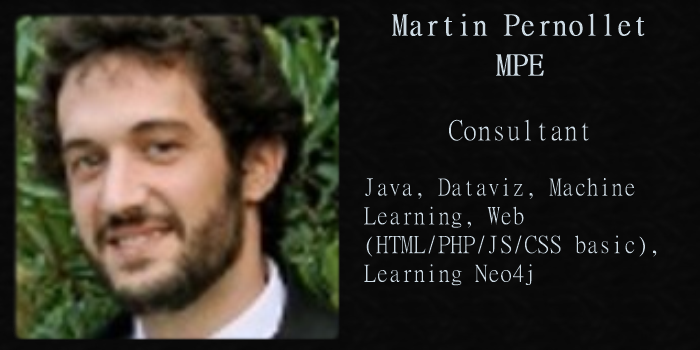 Martin Pernollet
MPE
Consultant
Java, Dataviz, Machine
Learning, Web
(HTML/PHP/JS/CSS basic),
Learning Neo4j